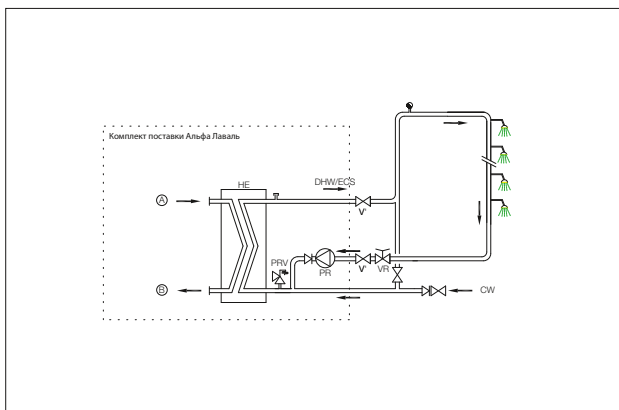 Комплект поставки Альфа Лаваль
HE
DHW/ECS
A
V'
PRV
PR
V'
VR
B
CW